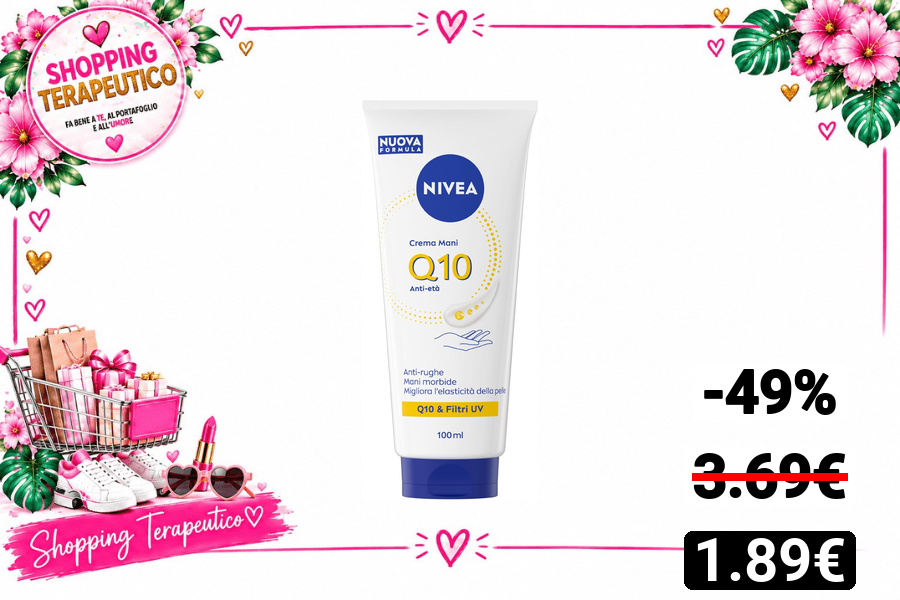 SHOPPING
TERAPEUTICO
FA BENE A TE, AL PORTAFOGLIO
E ALL'UMORE
NUOVA
FORMULA
NIVEA
Crema Mani
Q10
Anti-età
Anti-rughe
Mani morbide
Migliora l'elasticità della pelle
Q10 & Filtri UV
100ml
-49%
3.69€
1.89€
Shopping Terapeutico